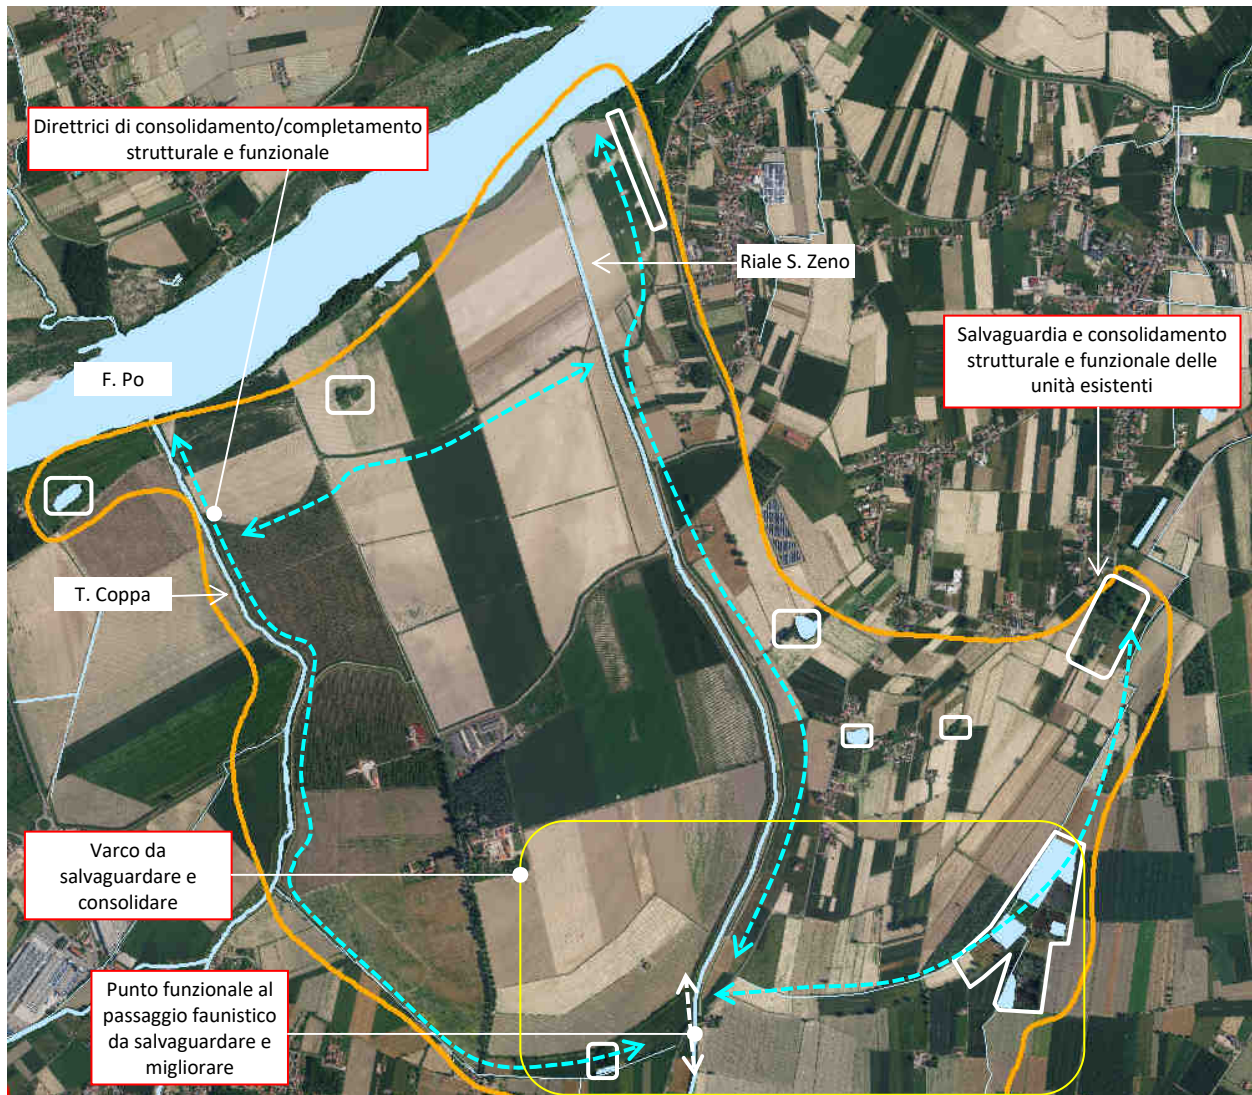 Direttrici di consolidamento/completamento
strutturale e funzionale
Riale S. Zeno
Salvaguardia e consolidamento
strutturale e funzionale delle
unità esistenti
F. Po
T. Coppa
Varco da
salvaguardare e
consolidare
Punto funzionale al
passaggio faunistico
da salvaguardare e
migliorare